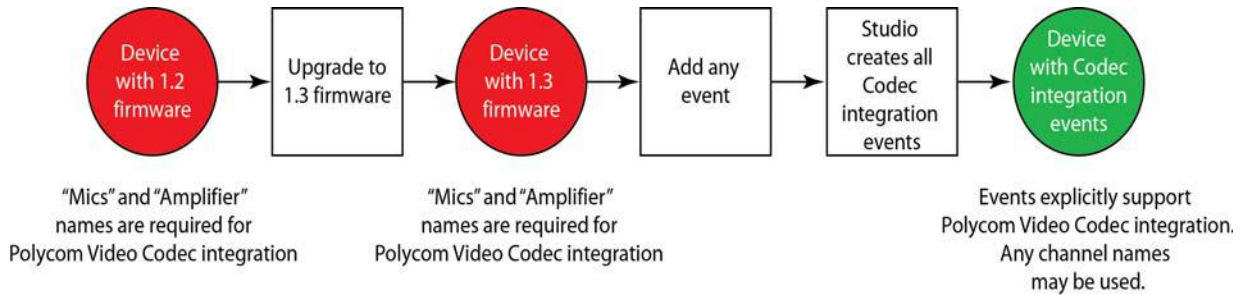 Device
with 1.2
firmware
Upgrade to
1.3 firmware
Device
with 1.3
firmware
Add any
event
Studio
creates all
Codec
integration
events
Device
with Codec
integration
events
“Mics” and “Amplifier”
names are required for
Polycom Video Codec integration
“Mics” and “Amplifier”
names are required for
Polycom Video Codec integration
Events explicitly support
Polycom Video Codec integration.
Any channel names
may be used.